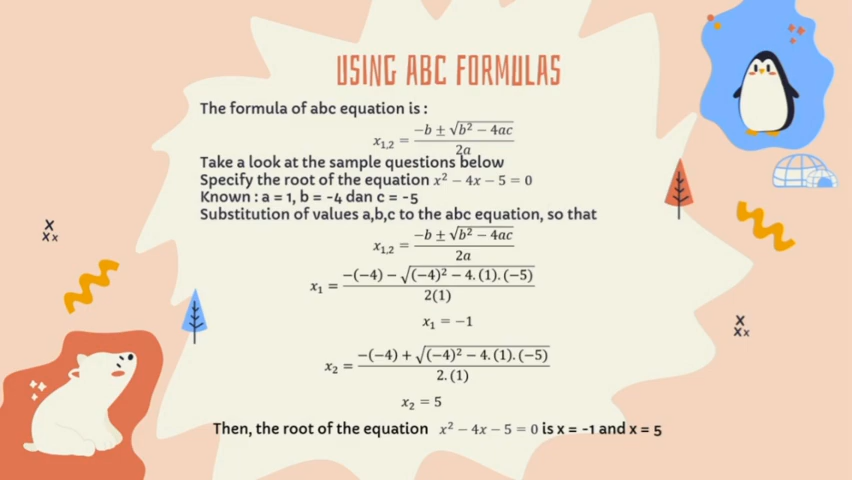 USING ABC FORMULAS
The formula of abc equation is :
x₁,₂ = (−b ± √(b² − 4ac)) / 2a
Take a look at the sample questions below
Specify the root of the equation x² − 4x − 5 = 0
Known : a = 1, b = -4 dan c = -5
Substitution of values a,b,c to the abc equation, so that
x₁,₂ = (−b ± √(b² − 4ac)) / 2a
x₁ = (−(−4) − √((−4)² − 4.(1).(−5))) / 2(1)
x₁ = −1
x₂ = (−(−4) + √((−4)² − 4.(1).(−5))) / 2.(1)
x₂ = 5
Then, the root of the equation x² − 4x − 5 = 0 is x = -1 and x = 5